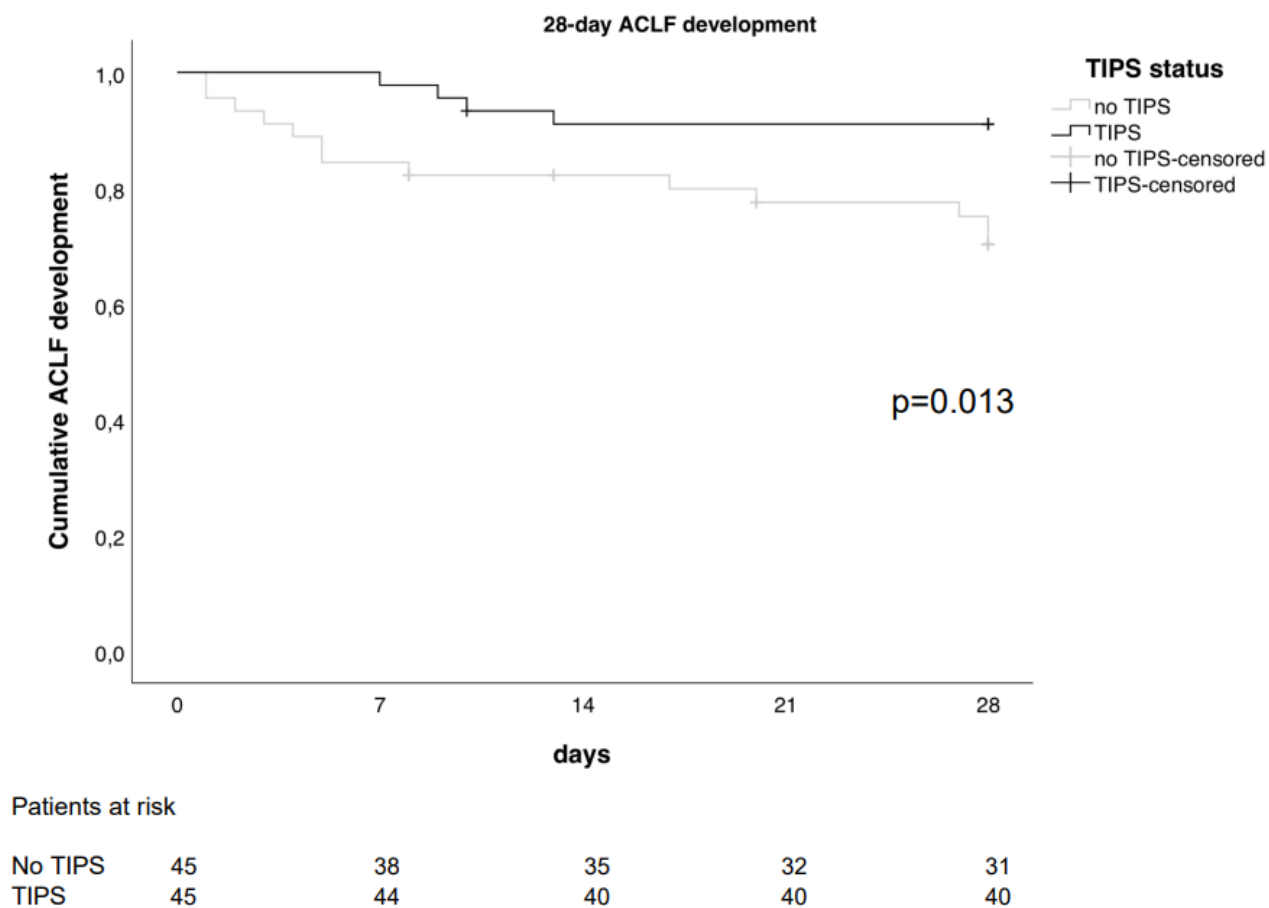 28-day ACLF development
TIPS status
no TIPS
TIPS
no TIPS-censored
TIPS-censored
Cumulative ACLF development
1,0
0,8
0,6
0,4
0,2
0,0
p=0.013
0 7 14 21 28
days
Patients at risk
No TIPS 45 38 35 32 31
TIPS 45 44 40 40 40